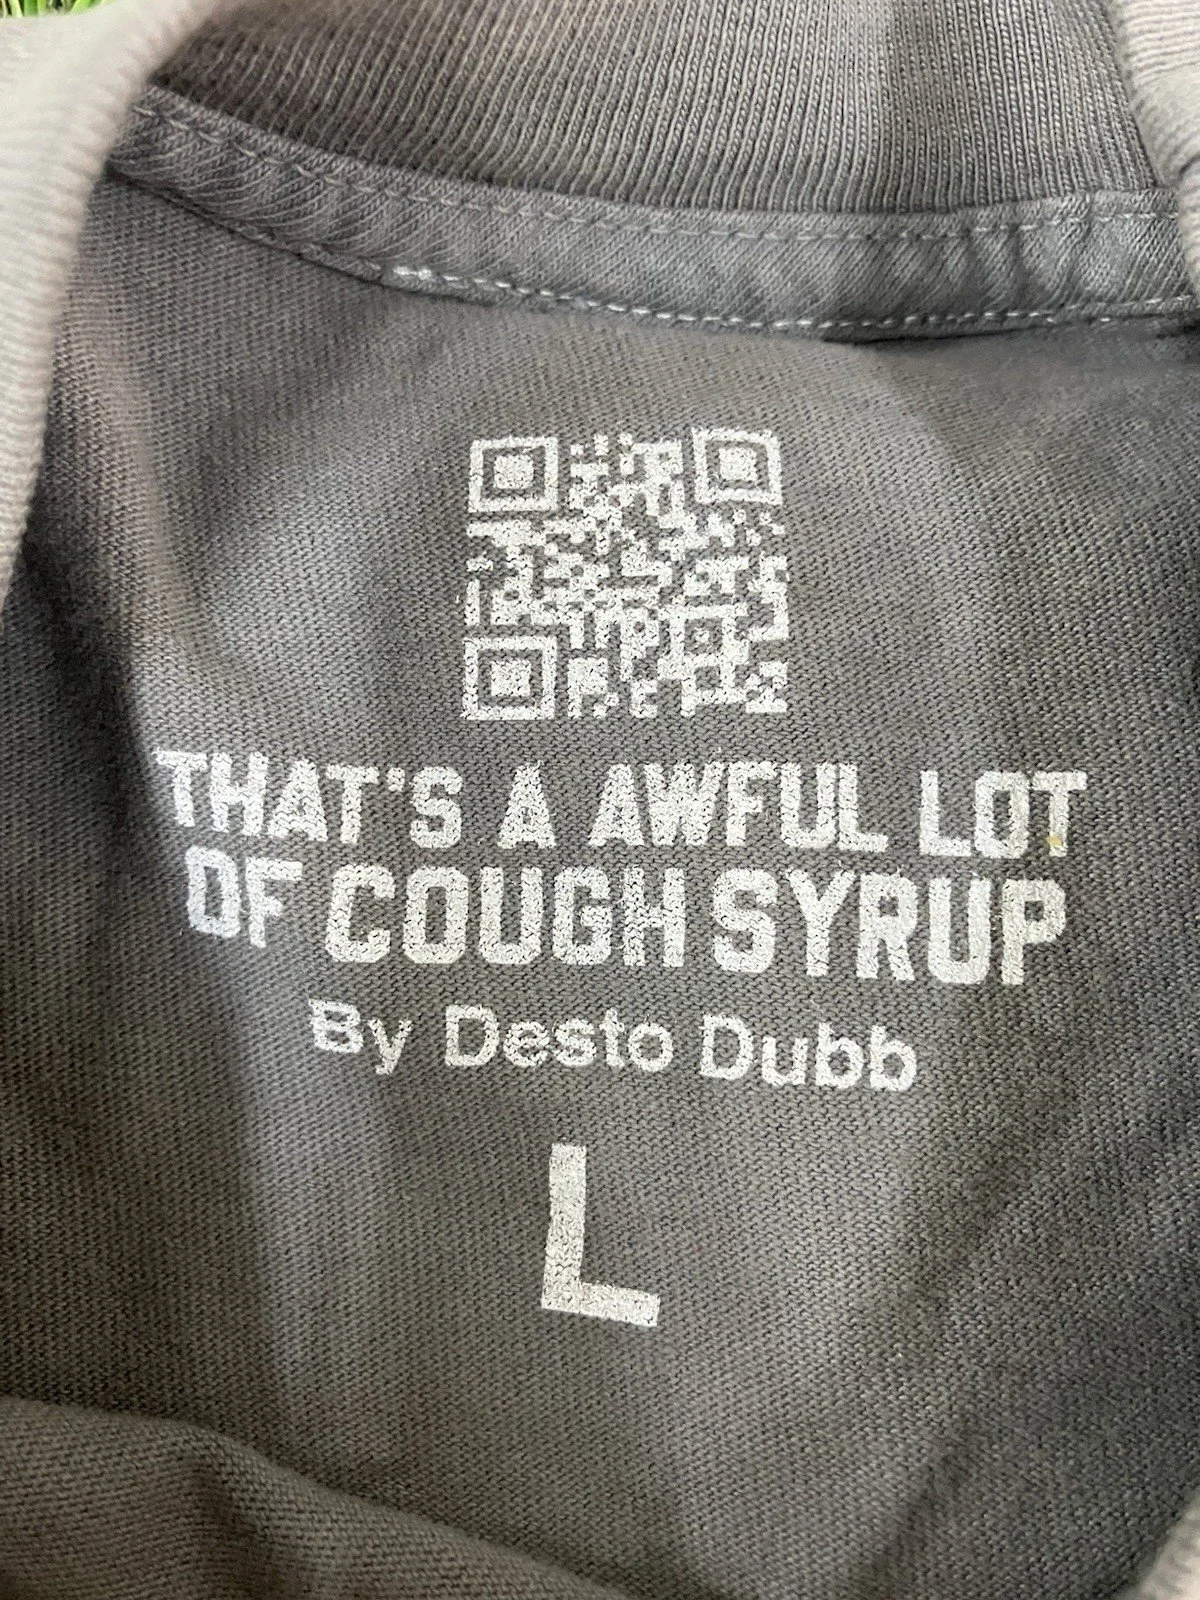 THAT'S A AWFUL LOT
OF COUGH SYRUP
By Desto Dubb
L